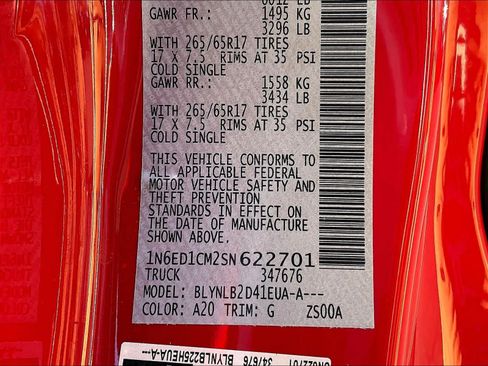 GAWR FR.: 1495 KG
3296 LB
WITH 265/65R17 TIRES
17 X 7.5 RIMS AT 35 PSI
COLD SINGLE
GAWR RR.: 1558 KG
3434 LB
WITH 265/65R17 TIRES
17 X 7.5 RIMS AT 35 PSI
COLD SINGLE
THIS VEHICLE CONFORMS TO
ALL APPLICABLE FEDERAL
MOTOR VEHICLE SAFETY AND
THEFT PREVENTION
STANDARDS IN EFFECT ON
THE DATE OF MANUFACTURE
SHOWN ABOVE.
1N6ED1CM2SN622701
TRUCK 347676
MODEL: BLYNLB2D41EUA-A---
COLOR: A20 TRIM: G ZS00A
347676 BLYNLB225HEUA-A---